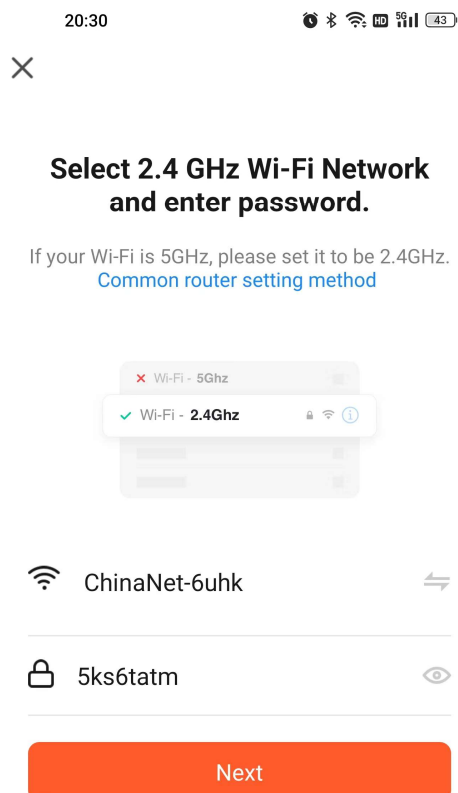 20:30
HD 5G 43
Select 2.4 GHz Wi-Fi Network
and enter password.
If your Wi-Fi is 5GHz, please set it to be 2.4GHz.
Common router setting method
Wi-Fi - 5Ghz
Wi-Fi - 2.4Ghz
ChinaNet-6uhk
5ks6tatm
Next